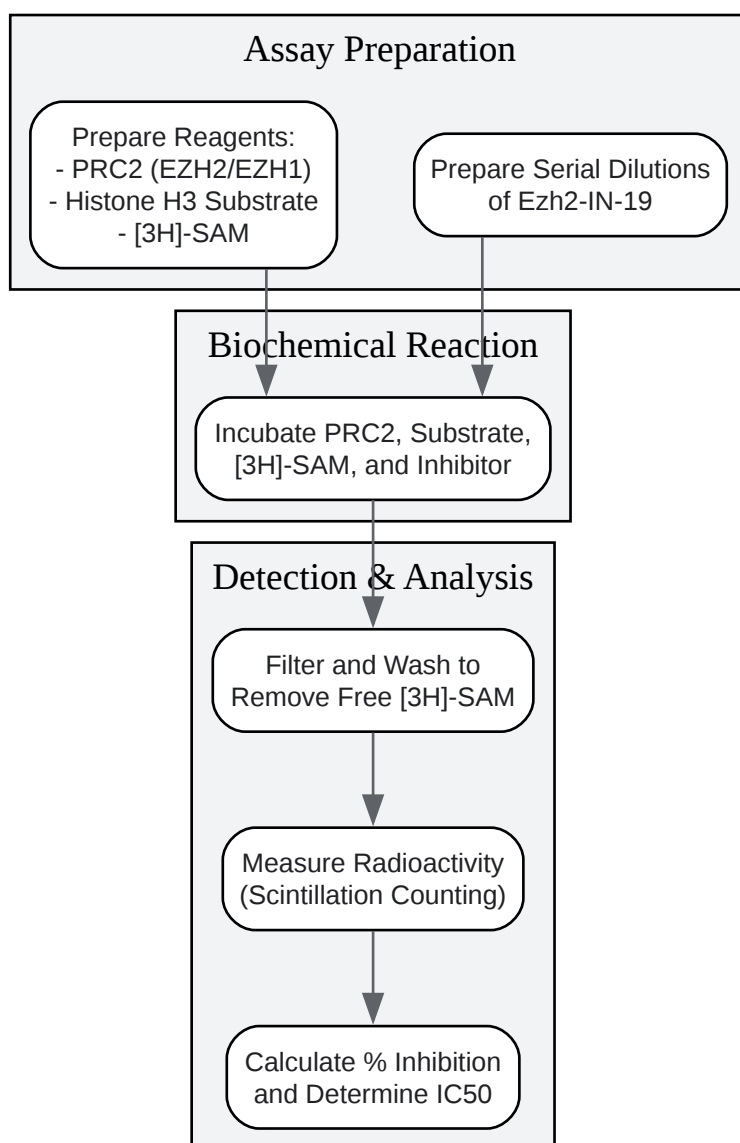 Assay Preparation
Prepare Reagents:
- PRC2 (EZH2/EZH1)
- Histone H3 Substrate
- [3H]-SAM
Prepare Serial Dilutions
of Ezh2-IN-19
Biochemical Reaction
Incubate PRC2, Substrate,
[3H]-SAM, and Inhibitor
Detection & Analysis
Filter and Wash to
Remove Free [3H]-SAM
Measure Radioactivity
(Scintillation Counting)
Calculate % Inhibition
and Determine IC50